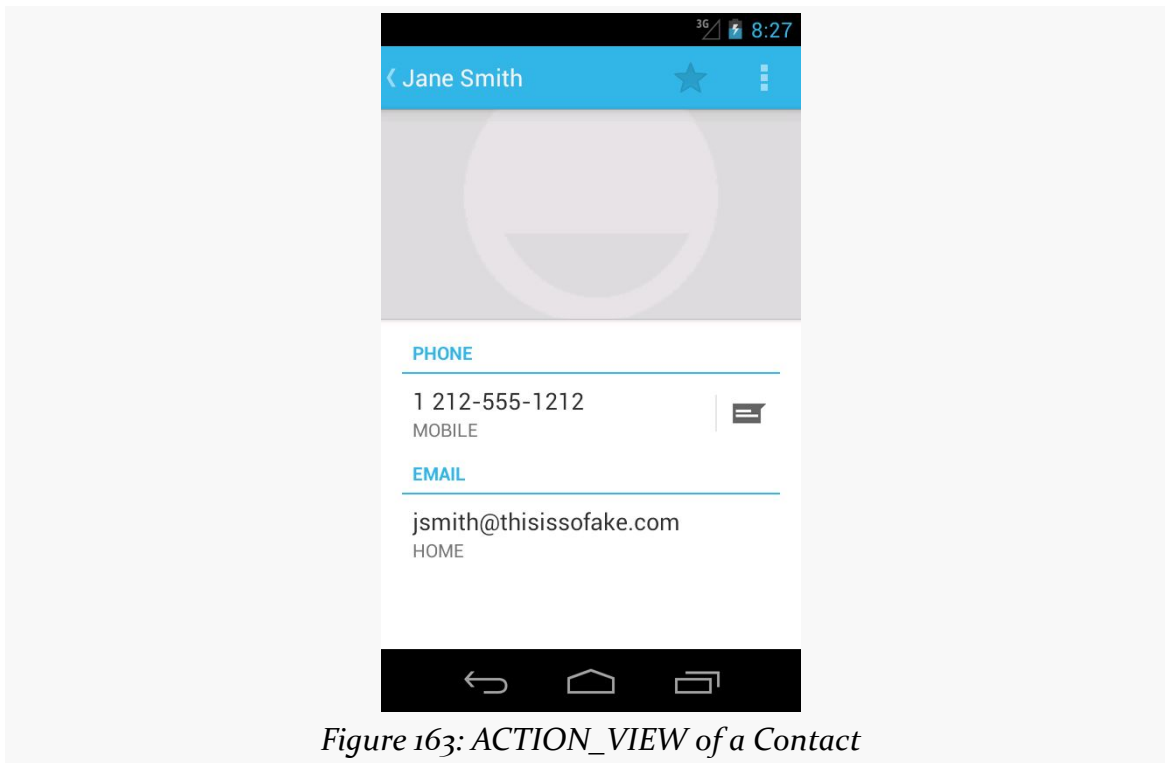 3G 8:27
Jane Smith
PHONE
1 212-555-1212
MOBILE
EMAIL
jsmith@thisissofake.com
HOME
Figure 163: ACTION_VIEW of a Contact